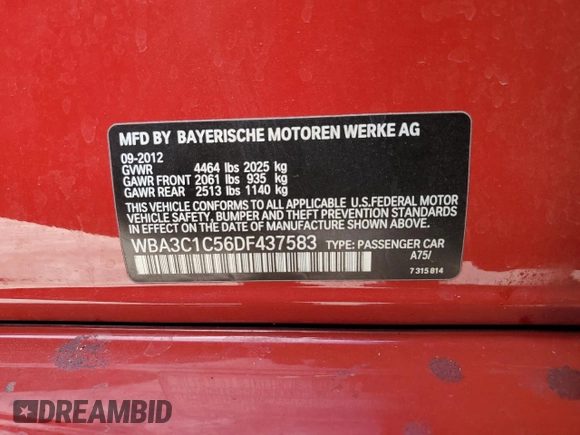 MFD BY BAYERISCHE MOTOREN WERKE AG
09-2012
GVWR 4464 lbs 2025 kg
GAWR FRONT 2061 lbs 935 kg
GAWR REAR 2513 lbs 1140 kg
THIS VEHICLE CONFORMS TO ALL APPLICABLE U.S.FEDERAL MOTOR
VEHICLE SAFETY, BUMPER AND THEFT PREVENTION STANDARDS
IN EFFECT ON THE DATE OF MANUFACTURE SHOWN ABOVE.
WBA3C1C56DF437583 TYPE: PASSENGER CAR
A75/
7 315 814
DREAMBID